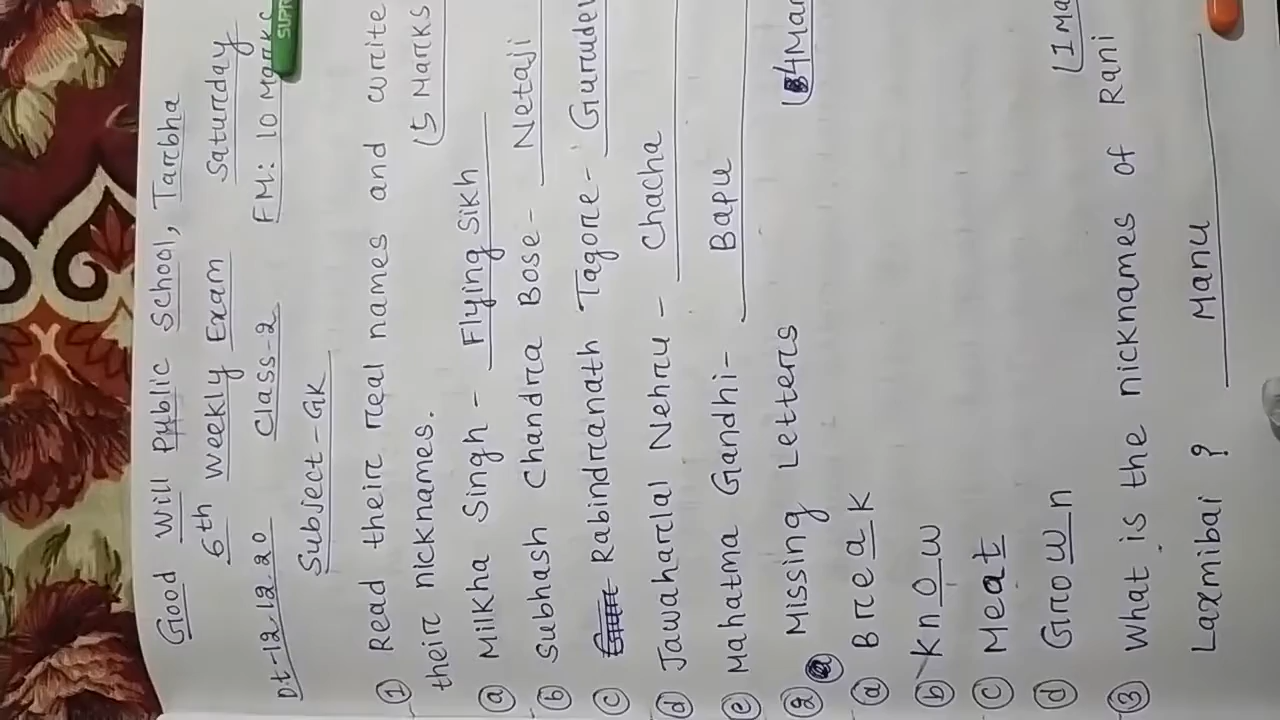 Good Will Public School, Tarbha
6th Weekly Exam Saturday
Dt-12.12.20 Class-2 FM: 10 Marks
Subject-GK
① Read their real names and write
their nicknames. (5 Marks
ⓐ Milkha Singh - Flying Sikh
ⓑ Subhash Chandra Bose - Netaji
ⓒ Rabindranath Tagore - Gurudev
ⓓ Jawaharlal Nehru - Chacha
ⓔ Mahatma Gandhi - Bapu
② Missing Letters (4 Mar
ⓐ Break
ⓑ Know
ⓒ Meat
ⓓ Grown
(1 Ma
③ What is the nicknames of Rani
Laxmibai ? Manu